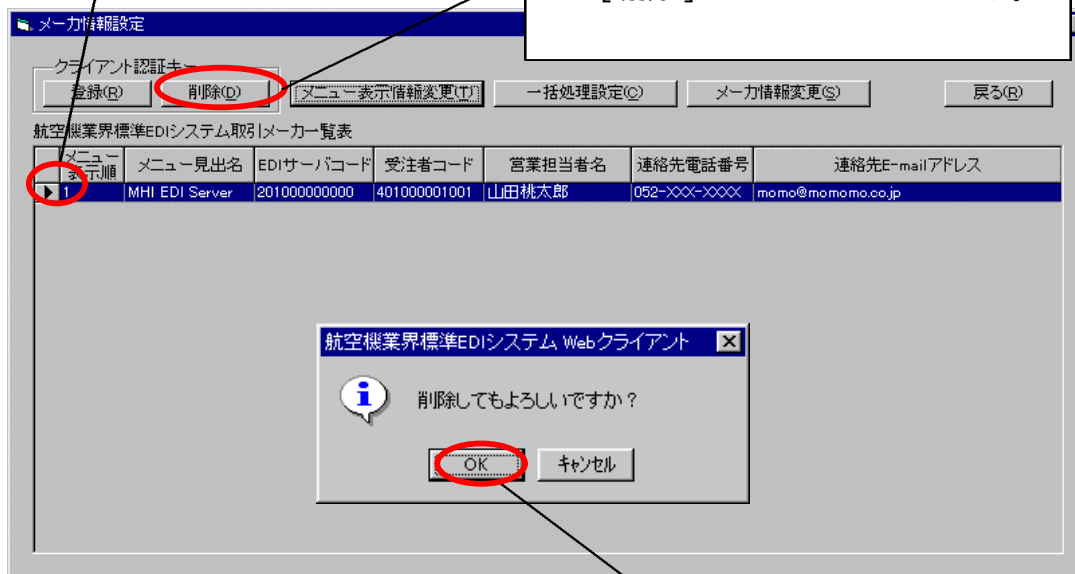 メーカ情報設定
クライアント認証キー
登録(R) 削除(D) メニュー表示情報変更(T) 一括処理設定(C) メーカ情報変更(S) 戻る(R)
航空機業界標準EDIシステム取引メーカ一覧表
メニュー表示順 メニュー見出名 EDIサーバコード 受注者コード 営業担当者名 連絡先電話番号 連絡先E-mailアドレス
1 MHI EDI Server 201000000000 401000001001 山田桃太郎 052-XXX-XXXX momo@momomo.co.jp
航空機業界標準EDIシステム Webクライアント
削除してもよろしいですか？
OK キャンセル